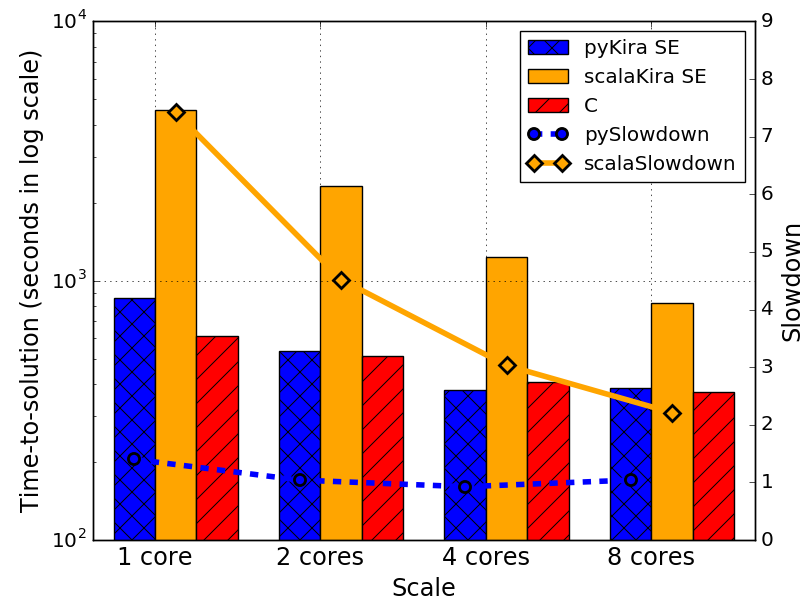 10^4
10^3
10^2
Time-to-solution (seconds in log scale)
pyKira SE
scalaKira SE
C
pySlowdown
scalaSlowdown
9
8
7
6
5
4
3
2
1
0
Slowdown
1 core
2 cores
4 cores
8 cores
Scale